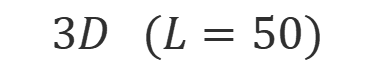 3D (L = 50)